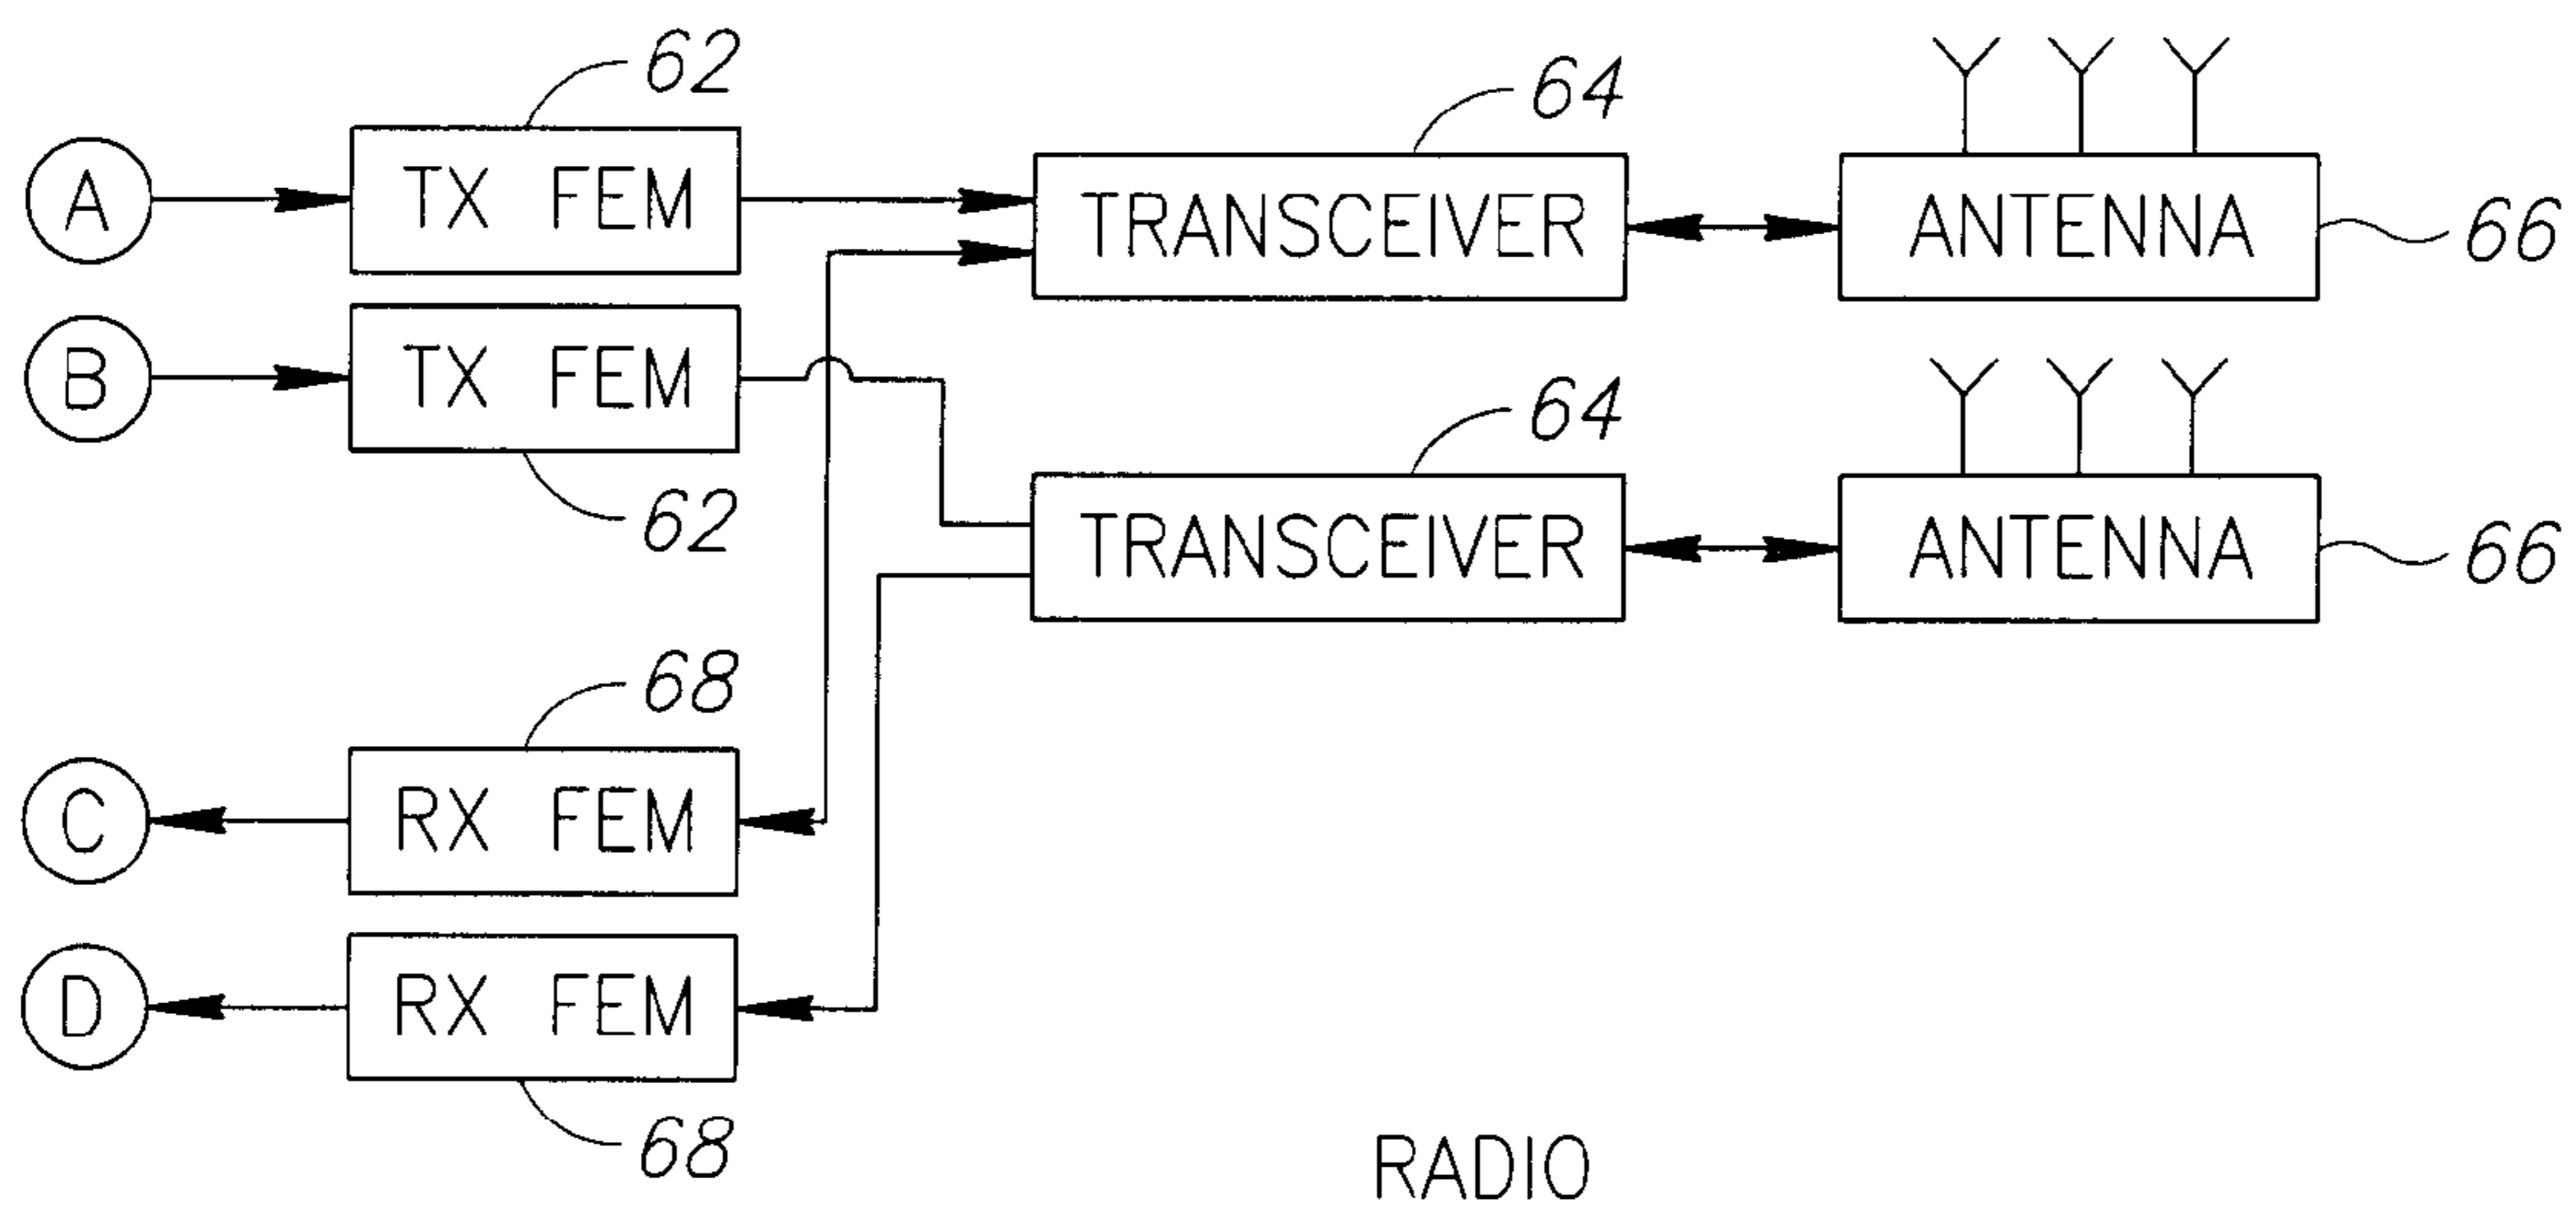 62
64
A
TX FEM
TRANSCEIVER
ANTENNA
66
B
TX FEM
64
62
TRANSCEIVER
ANTENNA
66
68
C
RX FEM
D
RX FEM
68
RADIO